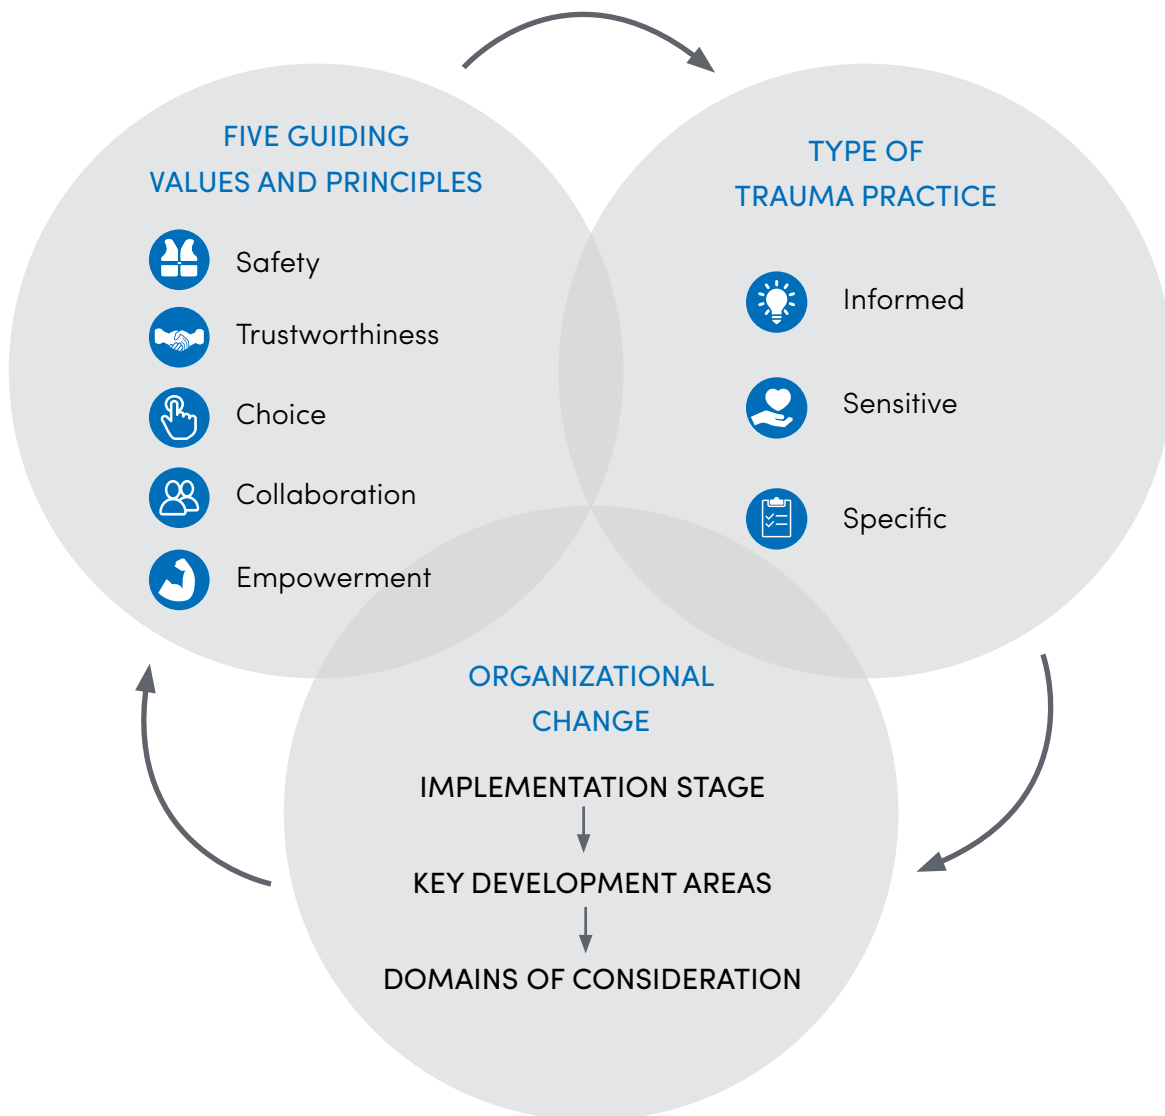 FIVE GUIDING
VALUES AND PRINCIPLES
Safety
Trustworthiness
Choice
Collaboration
Empowerment
TYPE OF
TRAUMA PRACTICE
Informed
Sensitive
Specific
ORGANIZATIONAL
CHANGE
IMPLEMENTATION STAGE
KEY DEVELOPMENT AREAS
DOMAINS OF CONSIDERATION